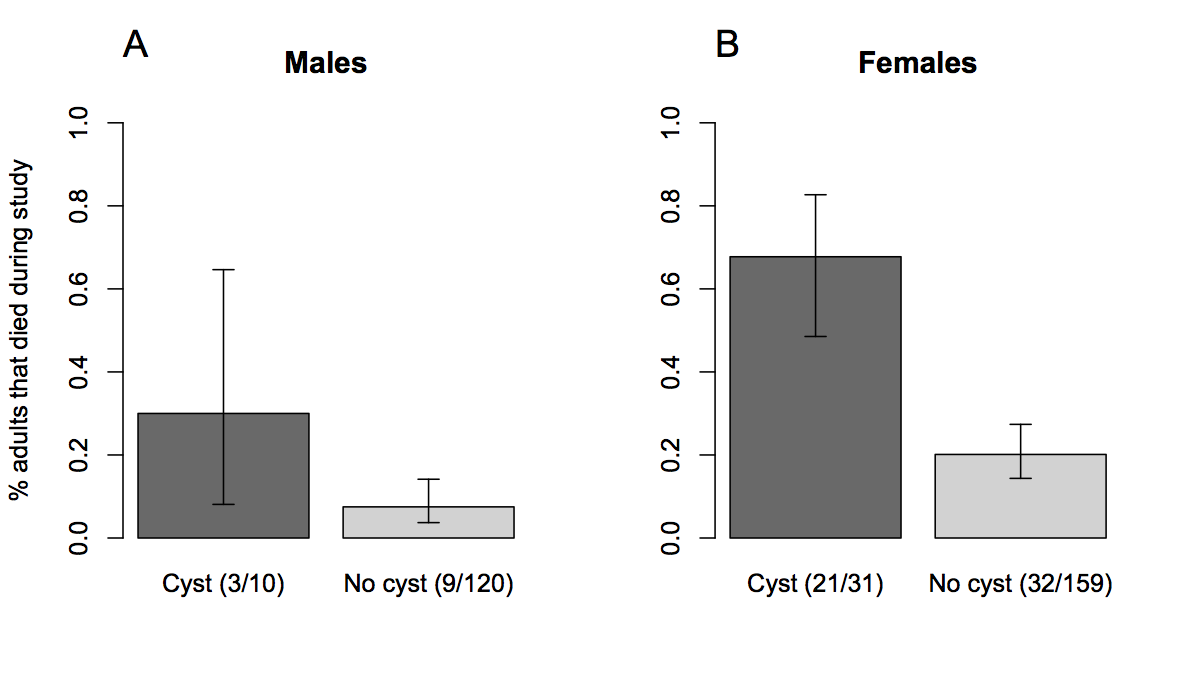 A
Males
% adults that died during study
1.0
0.8
0.6
0.4
0.2
0.0
Cyst (3/10)
No cyst (9/120)
B
Females
1.0
0.8
0.6
0.4
0.2
0.0
Cyst (21/31)
No cyst (32/159)